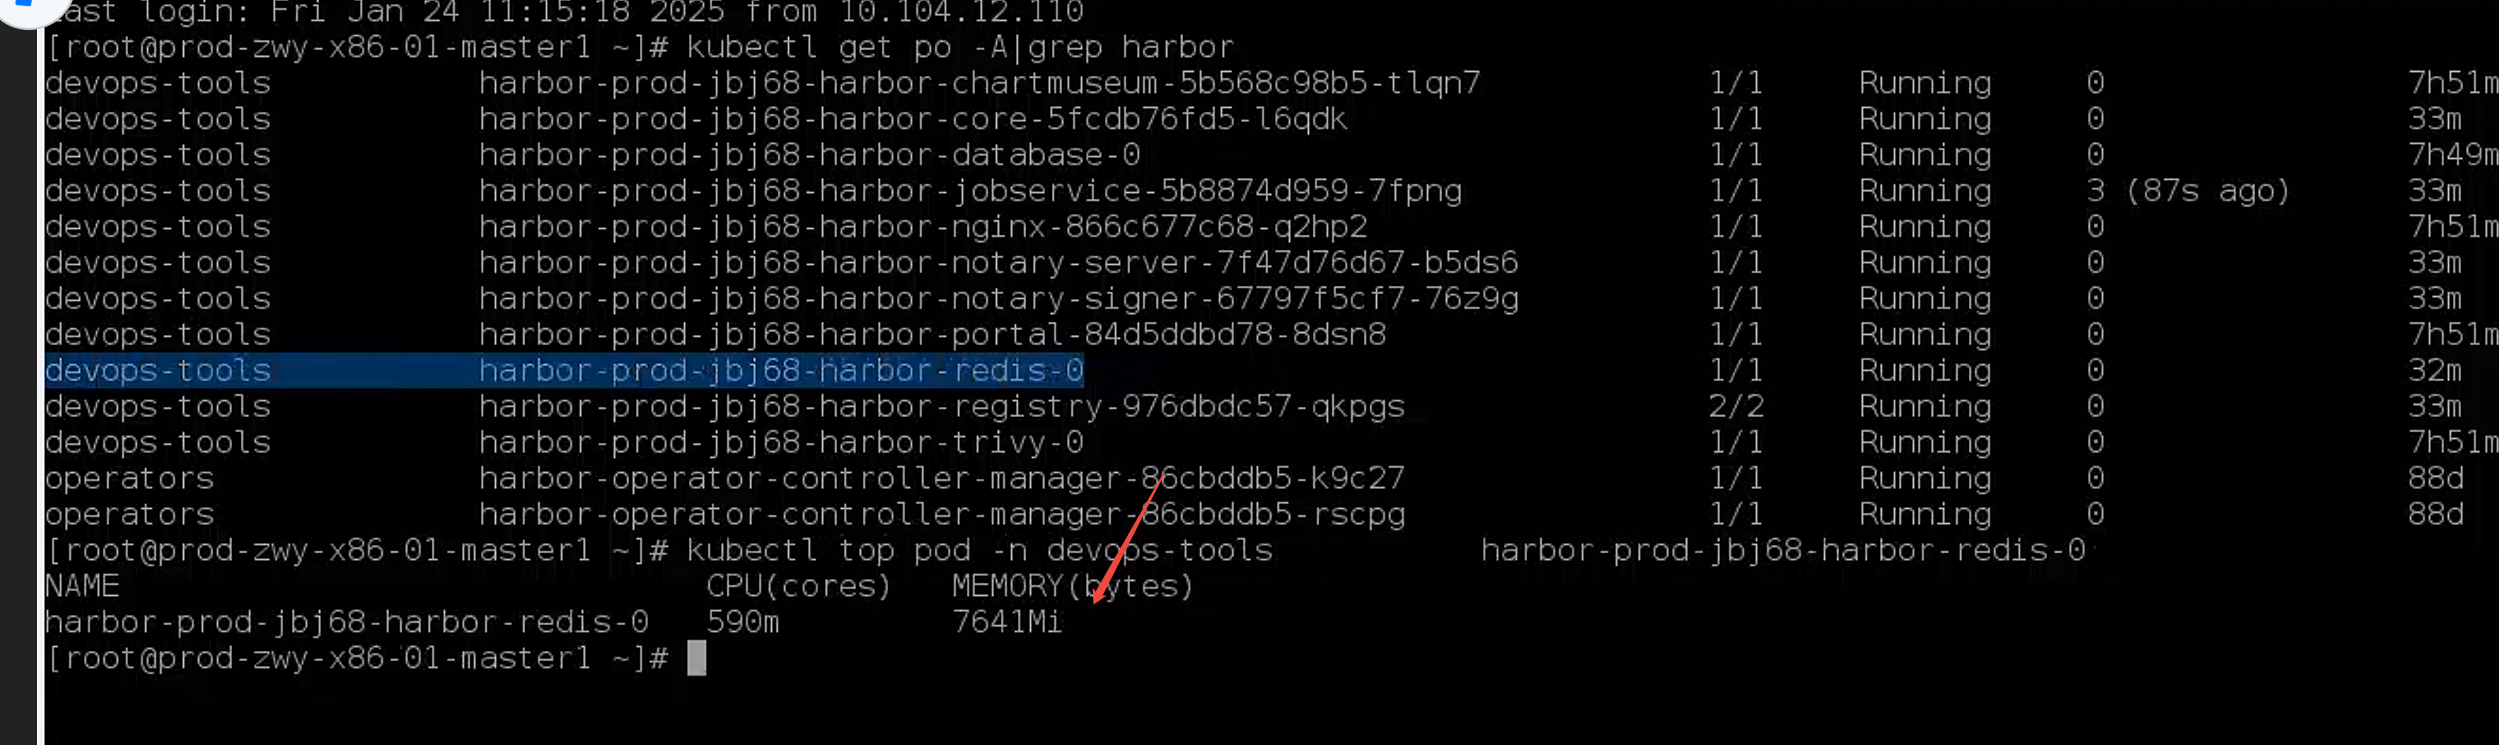 ast login: Fri Jan 24 11:15:18 2025 from 10.104.12.110
[root@prod-zwy-x86-01-master1 ~]# kubectl get po -A|grep harbor
devops-tools harbor-prod-jbj68-harbor-chartmuseum-5b568c98b5-tlqn7 1/1 Running 0 7h51m
devops-tools harbor-prod-jbj68-harbor-core-5fcdb76fd5-l6qdk 1/1 Running 0 33m
devops-tools harbor-prod-jbj68-harbor-database-0 1/1 Running 0 7h49m
devops-tools harbor-prod-jbj68-harbor-jobservice-5b8874d959-7fpng 1/1 Running 3 (87s ago) 33m
devops-tools harbor-prod-jbj68-harbor-nginx-866c677c68-q2hp2 1/1 Running 0 7h51m
devops-tools harbor-prod-jbj68-harbor-notary-server-7f47d76d67-b5ds6 1/1 Running 0 33m
devops-tools harbor-prod-jbj68-harbor-notary-signer-67797f5cf7-76z9g 1/1 Running 0 33m
devops-tools harbor-prod-jbj68-harbor-portal-84d5ddbd78-8dsn8 1/1 Running 0 7h51m
devops-tools harbor-prod-jbj68-harbor-redis-0 1/1 Running 0 32m
devops-tools harbor-prod-jbj68-harbor-registry-976dbdc57-qkpgs 2/2 Running 0 33m
devops-tools harbor-prod-jbj68-harbor-trivy-0 1/1 Running 0 7h51m
operators harbor-operator-controller-manager-86cbddb5-k9c27 1/1 Running 0 88d
operators harbor-operator-controller-manager-86cbddb5-rscpg 1/1 Running 0 88d
[root@prod-zwy-x86-01-master1 ~]# kubectl top pod -n devops-tools harbor-prod-jbj68-harbor-redis-0
NAME CPU(cores) MEMORY(bytes)
harbor-prod-jbj68-harbor-redis-0 590m 7641Mi
[root@prod-zwy-x86-01-master1 ~]#